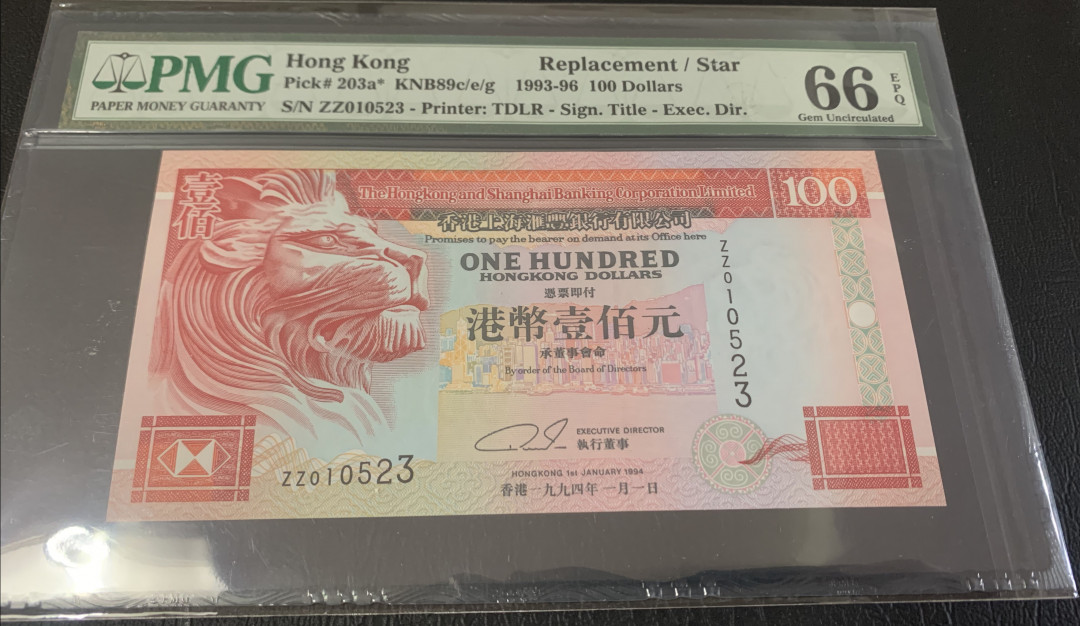 PMG
PAPER MONEY GUARANTY
Hong Kong
Pick# 203a* KNB89c/e/g
S/N ZZ010523 - Printer: TDLR - Sign. Title - Exec. Dir.
Replacement / Star
1993-96 100 Dollars
66
EPQ
Gem Uncirculated
壹佰
The Hongkong and Shanghai Banking Corporation Limited
100
香港上海滙豐銀行有限公司
Promises to pay the bearer on demand at its Office here
ONE HUNDRED
HONGKONG DOLLARS
憑票即付
港幣壹佰元
承董事會命
By order of the Board of Directors
ZZ010523
EXECUTIVE DIRECTOR
執行董事
ZZ010523
HONGKONG 1st JANUARY 1994
香港一九九四年一月一日